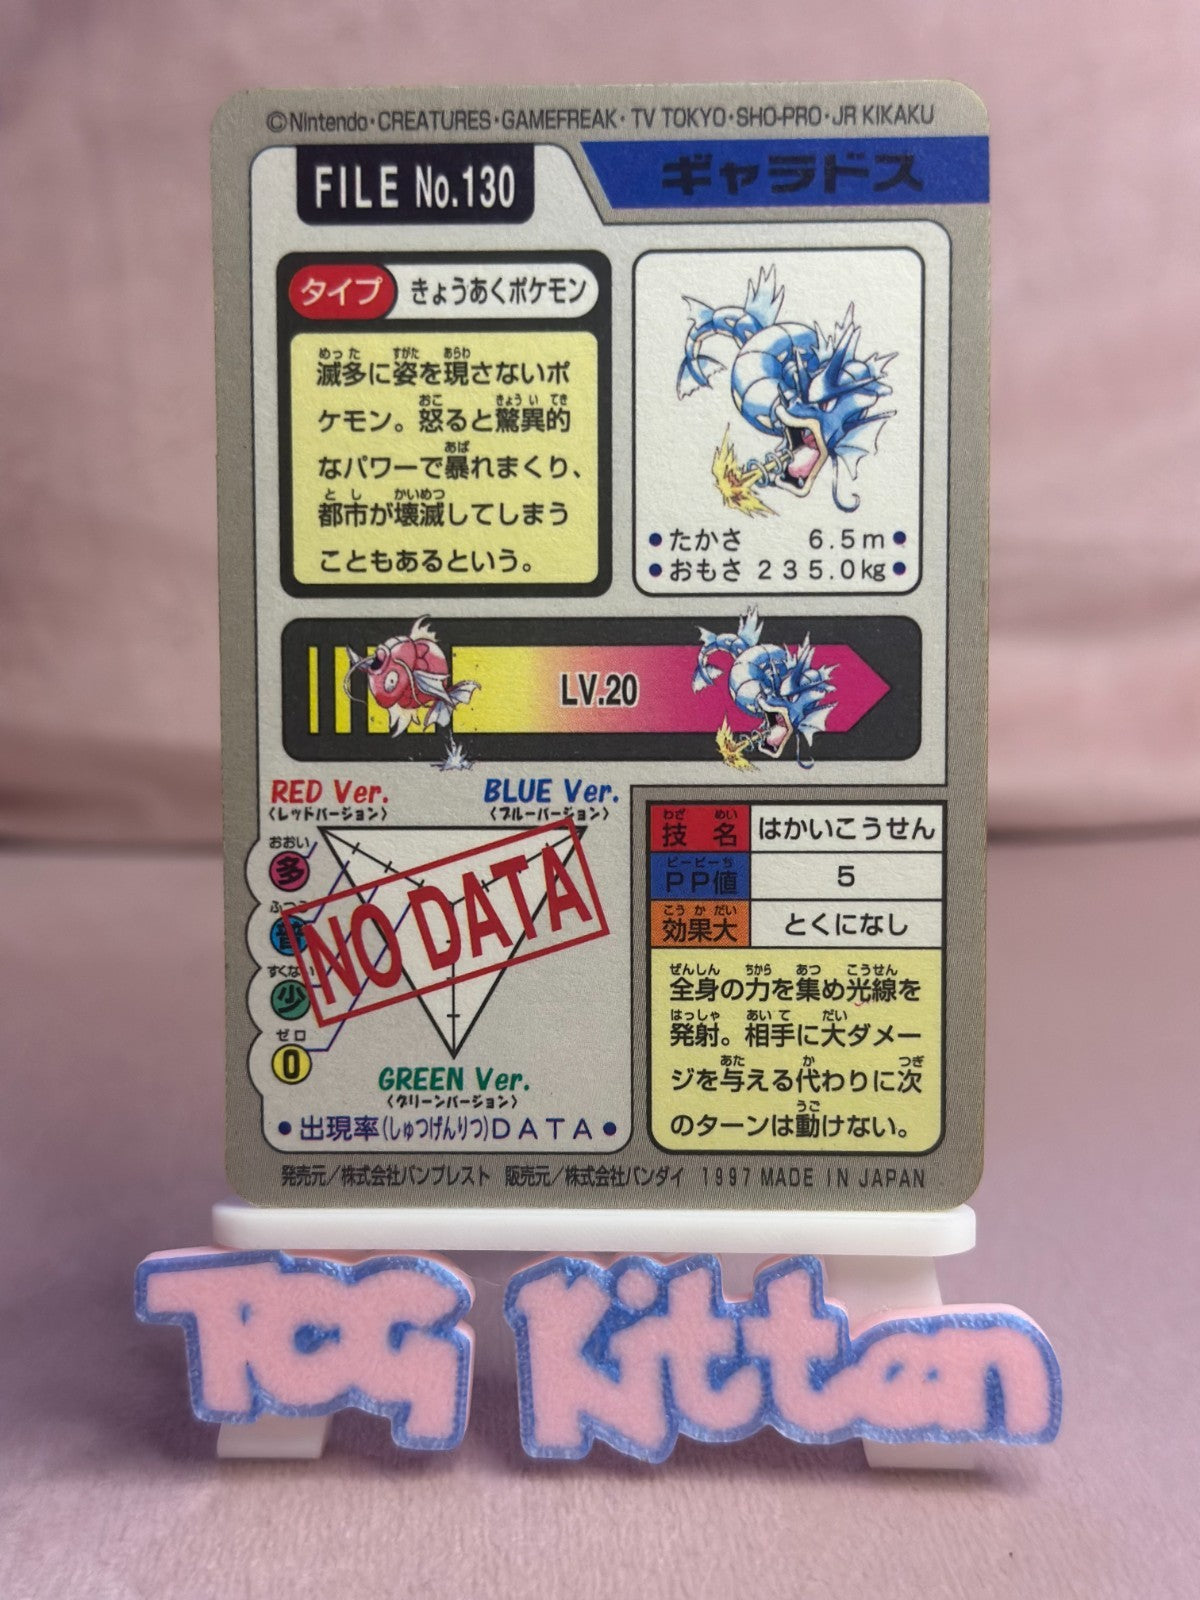 ©Nintendo・CREATURES・GAMEFREAK・TV TOKYO・SHO-PRO・JR KIKAKU
FILE No.130
ギャラドス
タイプ
きょうあくポケモン
めった すがた あらわ
滅多に姿を現さないポ
おこ きょう い てき
ケモン。怒ると驚異的
あば
なパワーで暴れまくり、
と し かいめつ
都市が壊滅してしまう
こともあるという。
●たかさ 6.5m●
●おもさ 235.0kg●
LV.20
RED Ver.
〈レッドバージョン〉
BLUE Ver.
〈ブルーバージョン〉
おおい
多
ふつう
普
すくない
少
ゼロ
0
NO DATA
GREEN Ver.
〈グリーンバージョン〉
●出現率(しゅつげんりつ)DATA●
わざ めい
技 名
はかいこうせん
ピーピーち
PP値
5
こう か だい
効果大
とくになし
ぜんしん ちから あつ こうせん
全身の力を集め光線を
はっしゃ あい て だい
発射。相手に大ダメー
あた か つぎ
ジを与える代わりに次
うご
のターンは動けない。
発売元／株式会社バンプレスト 販売元／株式会社バンダイ 1997 MADE IN JAPAN
TCG Kitten